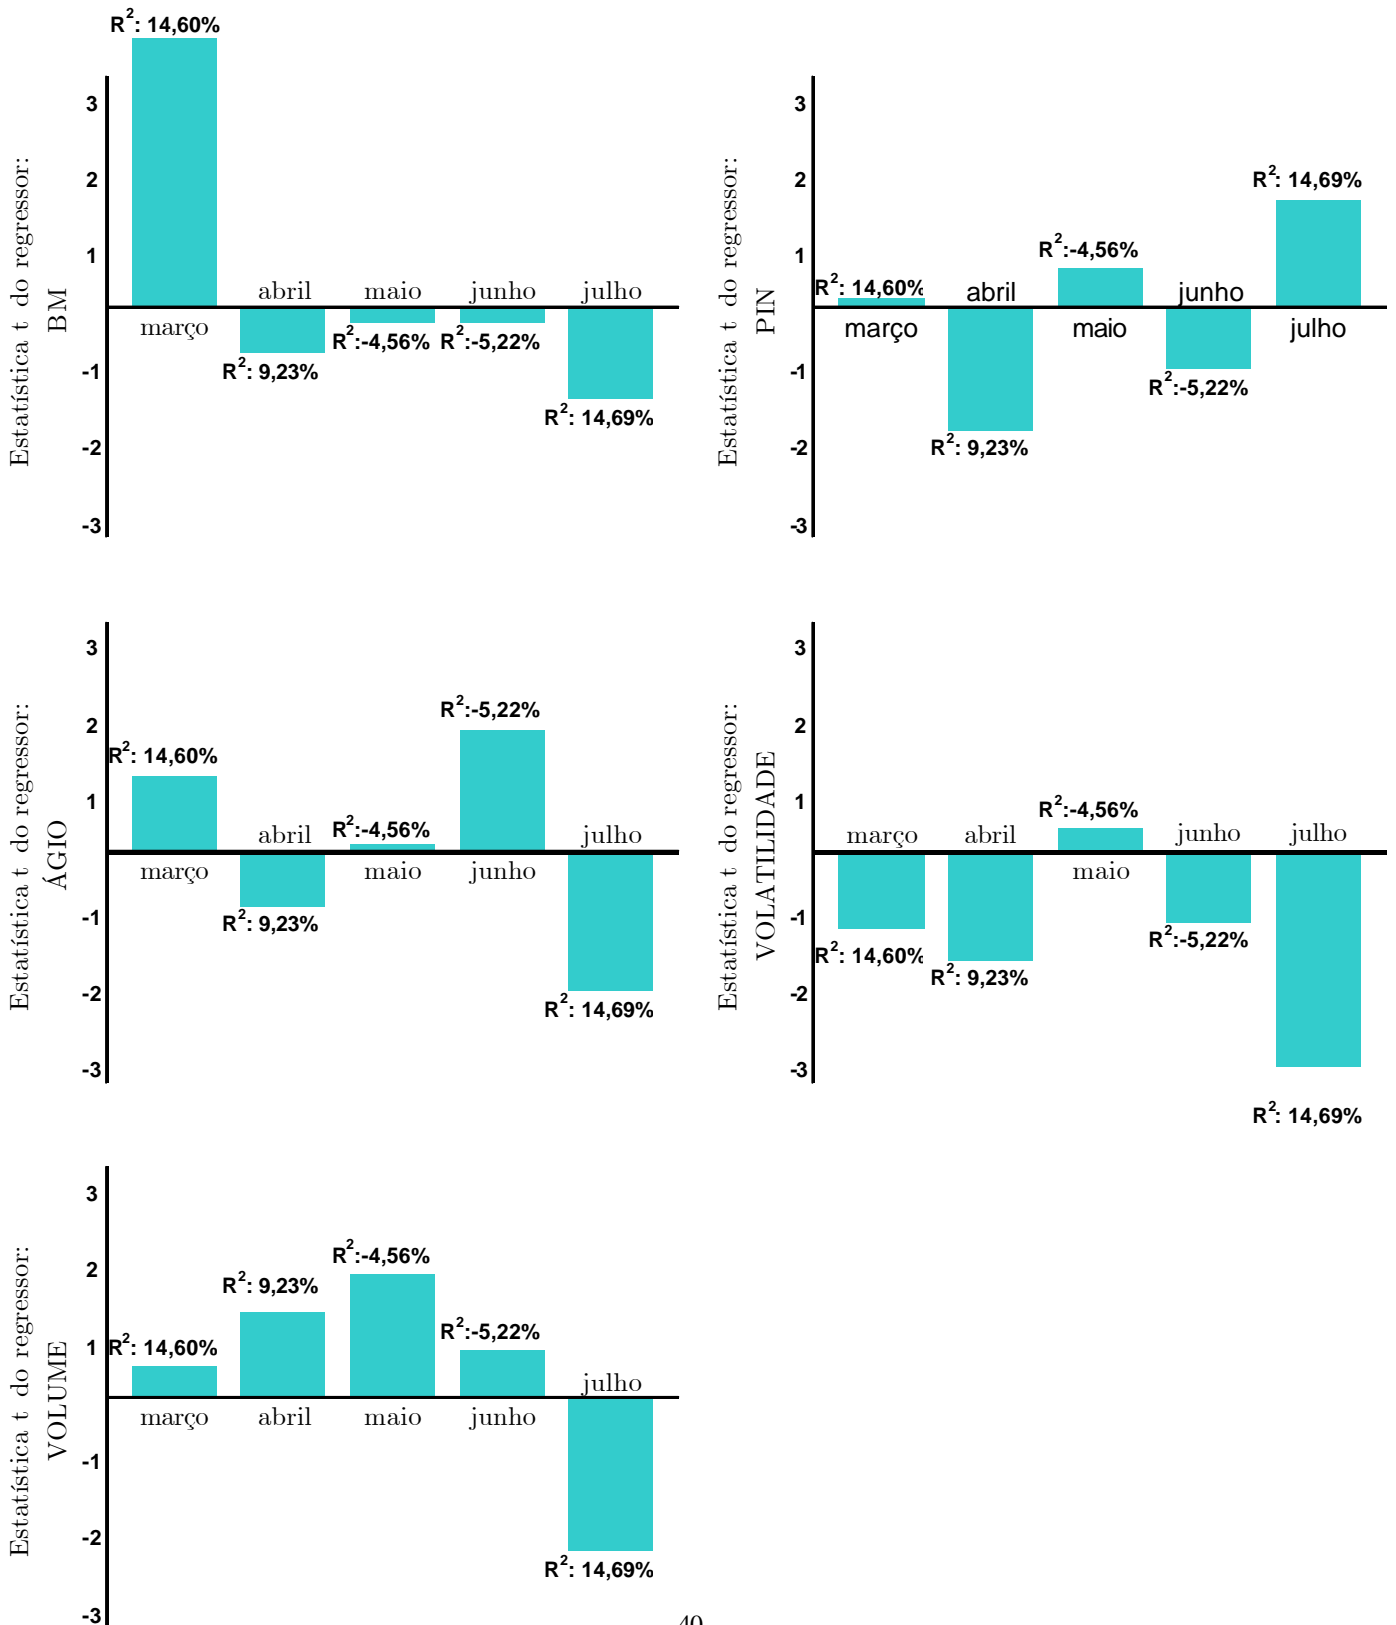 R²: 14,60%
3
2
1
-1
-2
-3
Estatística t do regressor:
BM
março
abril
maio
junho
julho
R²: 9,23%
R²:-4,56%
R²:-5,22%
R²: 14,69%
3
2
1
-1
-2
-3
Estatística t do regressor:
PIN
R²: 14,60%
março
abril
R²: 9,23%
R²:-4,56%
maio
junho
R²:-5,22%
R²: 14,69%
julho
3
2
1
-1
-2
-3
Estatística t do regressor:
ÁGIO
R²: 14,60%
março
abril
R²: 9,23%
R²:-4,56%
maio
R²:-5,22%
junho
julho
R²: 14,69%
3
2
1
-1
-2
-3
Estatística t do regressor:
VOLATILIDADE
março
R²: 14,60%
abril
R²: 9,23%
R²:-4,56%
maio
junho
R²:-5,22%
julho
R²: 14,69%
3
2
1
-1
-2
-3
Estatística t do regressor:
VOLUME
R²: 14,60%
março
R²: 9,23%
abril
R²:-4,56%
maio
R²:-5,22%
junho
julho
R²: 14,69%